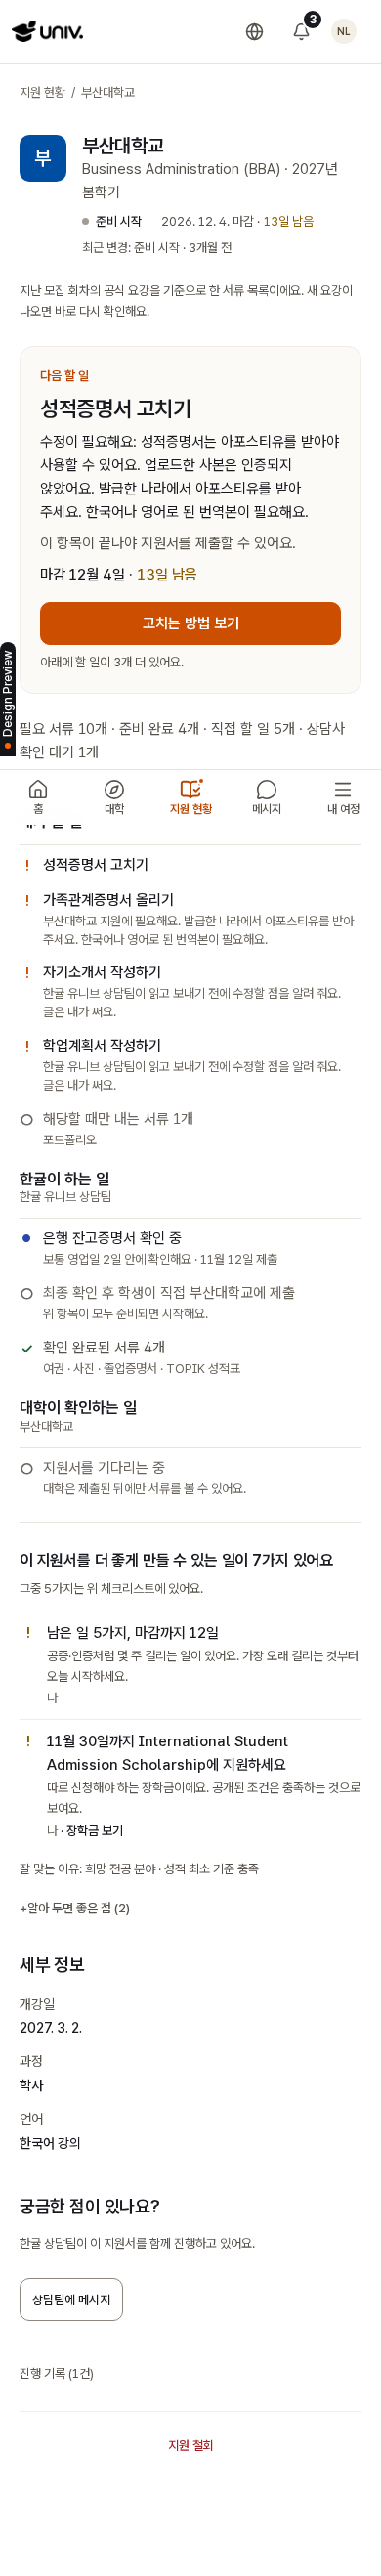 UNIV.
3
NL
지원 현황 / 부산대학교
부
부산대학교
Business Administration (BBA) · 2027년
봄학기
준비 시작 2026. 12. 4. 마감 · 13일 남음
최근 변경: 준비 시작 · 3개월 전
지난 모집 회차의 공식 요강을 기준으로 한 서류 목록이에요. 새 요강이
나오면 바로 다시 확인해요.
다음 할 일
성적증명서 고치기
수정이 필요해요: 성적증명서는 아포스티유를 받아야
사용할 수 있어요. 업로드한 사본은 인증되지
않았어요. 발급한 나라에서 아포스티유를 받아
주세요. 한국어나 영어로 된 번역본이 필요해요.
이 항목이 끝나야 지원서를 제출할 수 있어요.
마감 12월 4일 · 13일 남음
고치는 방법 보기
아래에 할 일이 3개 더 있어요.
Design Preview
필요 서류 10개 · 준비 완료 4개 · 직접 할 일 5개 · 상담사
확인 대기 1개
홈
대학
지원 현황
메시지
내 여정
! 성적증명서 고치기
! 가족관계증명서 올리기
부산대학교 지원에 필요해요. 발급한 나라에서 아포스티유를 받아
주세요. 한국어나 영어로 된 번역본이 필요해요.
! 자기소개서 작성하기
한귤 유니브 상담팀이 읽고 보내기 전에 수정할 점을 알려 줘요.
글은 내가 써요.
! 학업계획서 작성하기
한귤 유니브 상담팀이 읽고 보내기 전에 수정할 점을 알려 줘요.
글은 내가 써요.
해당할 때만 내는 서류 1개
포트폴리오
한귤이 하는 일
한귤 유니브 상담팀
은행 잔고증명서 확인 중
보통 영업일 2일 안에 확인해요 · 11월 12일 제출
최종 확인 후 학생이 직접 부산대학교에 제출
위 항목이 모두 준비되면 시작해요.
확인 완료된 서류 4개
여권 · 사진 · 졸업증명서 · TOPIK 성적표
대학이 확인하는 일
부산대학교
지원서를 기다리는 중
대학은 제출된 뒤에만 서류를 볼 수 있어요.
이 지원서를 더 좋게 만들 수 있는 일이 7가지 있어요
그중 5가지는 위 체크리스트에 있어요.
! 남은 일 5가지, 마감까지 12일
공증·인증처럼 몇 주 걸리는 일이 있어요. 가장 오래 걸리는 것부터
오늘 시작하세요.
나
! 11월 30일까지 International Student
Admission Scholarship에 지원하세요
따로 신청해야 하는 장학금이에요. 공개된 조건은 충족하는 것으로
보여요.
나 · 장학금 보기
잘 맞는 이유: 희망 전공 분야 · 성적 최소 기준 충족
+알아 두면 좋은 점 (2)
세부 정보
개강일
2027. 3. 2.
과정
학사
언어
한국어 강의
궁금한 점이 있나요?
한귤 상담팀이 이 지원서를 함께 진행하고 있어요.
상담팀에 메시지
진행 기록 (1건)
지원 철회